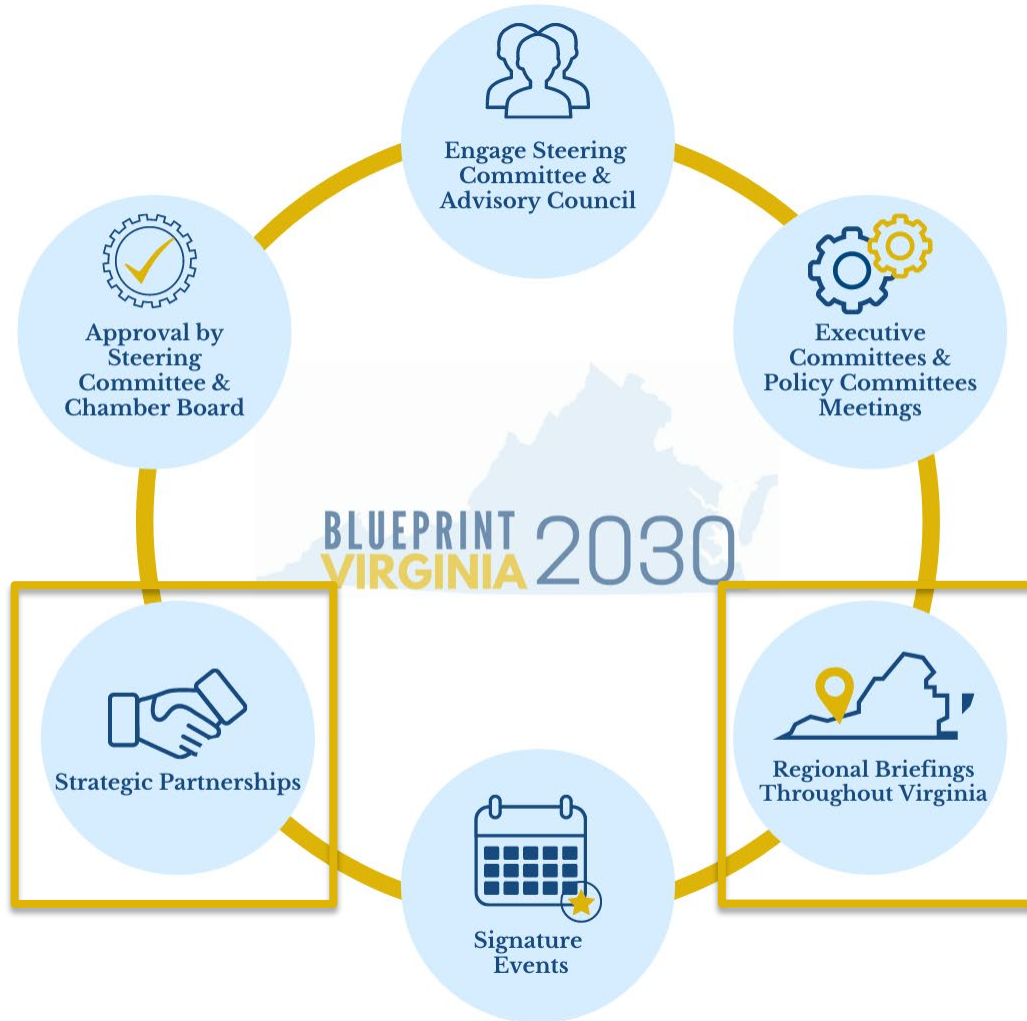 Engage Steering
Committee &
Advisory Council
Executive
Committees &
Policy Committees
Meetings
Regional Briefings
Throughout Virginia
Signature
Events
Strategic Partnerships
Approval by
Steering
Committee &
Chamber Board
BLUEPRINT
VIRGINIA
2030